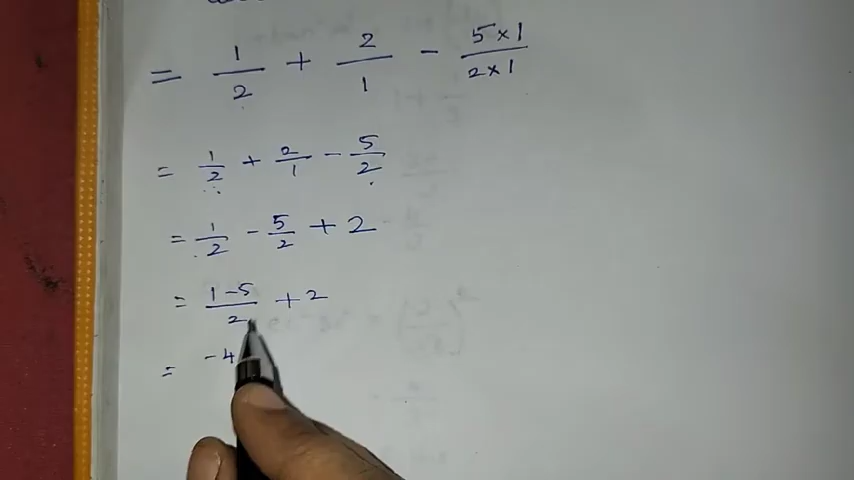 = 1/2 + 2/1 - 5×1/2×1
= 1/2 + 2/1 - 5/2
= 1/2 - 5/2 + 2
= 1-5/2 + 2
= -4